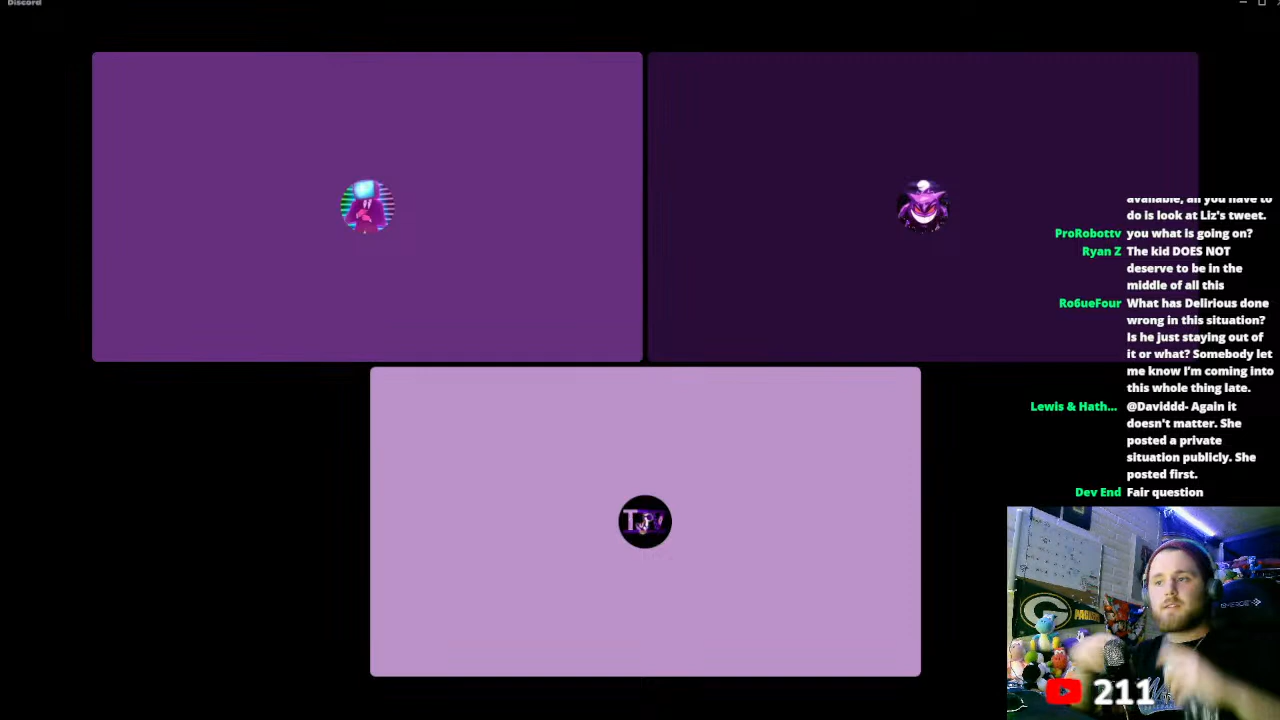 Discord
available, all you have to
do is look at Liz's tweet.
ProRobottv you what is going on?
Ryan Z The kid DOES NOT
deserve to be in the
middle of all this
Ro6ueFour What has Delirious done
wrong in this situation?
Is he just staying out of
it or what? Somebody let
me know I'm coming into
this whole thing late.
Lewis & Hath... @Daviddd- Again it
doesn't matter. She
posted a private
situation publicly. She
posted first.
Dev End Fair question
G
211